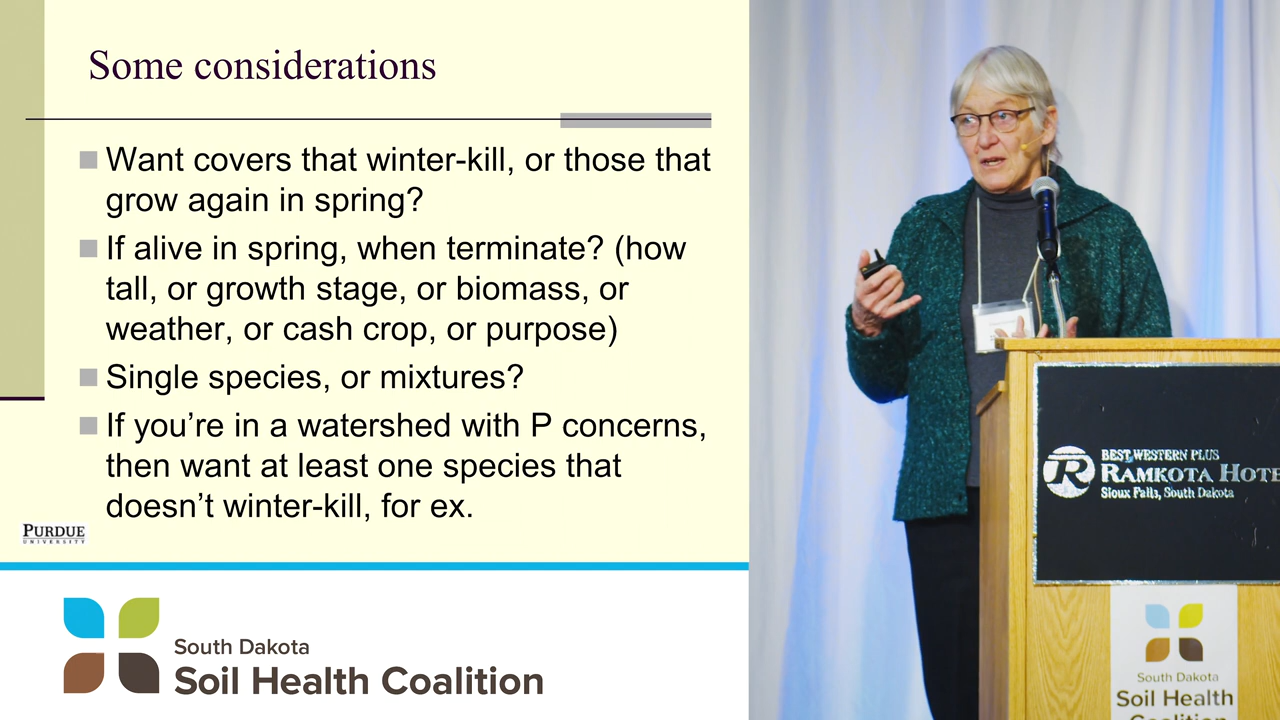 Some considerations
Want covers that winter-kill, or those that
grow again in spring?
If alive in spring, when terminate? (how
tall, or growth stage, or biomass, or
weather, or cash crop, or purpose)
Single species, or mixtures?
If you’re in a watershed with P concerns,
then want at least one species that
doesn’t winter-kill, for ex.
PURDUE
UNIVERSITY
South Dakota
Soil Health Coalition
BEST WESTERN PLUS
RAMKOTA HOTE
Sioux Falls, South Dakota
South Dakota
Soil Health
Coalition